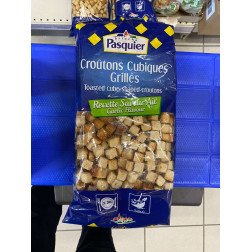 Pasquier
Croûtons Cubiques
Grillés
Toasted cube-shaped croutons
Recette Saveur Ail
Garlic Flavour